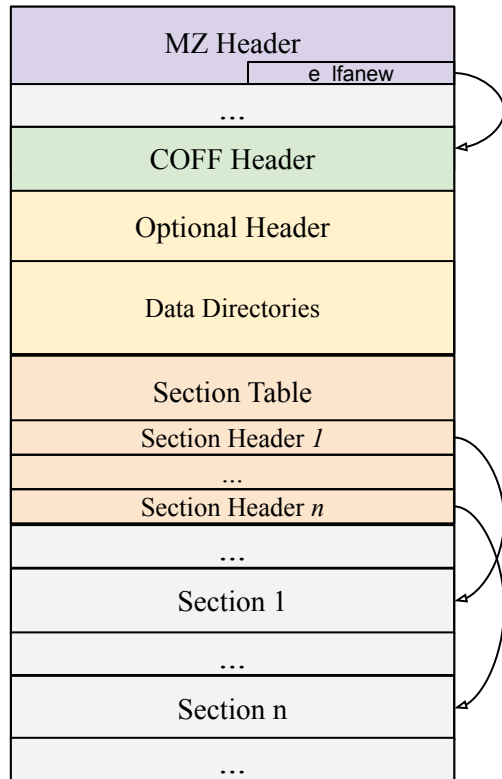 MZ Header
e_lfanew
...
COFF Header
Optional Header
Data Directories
Section Table
Section Header 1
...
Section Header n
...
Section 1
...
Section n
...